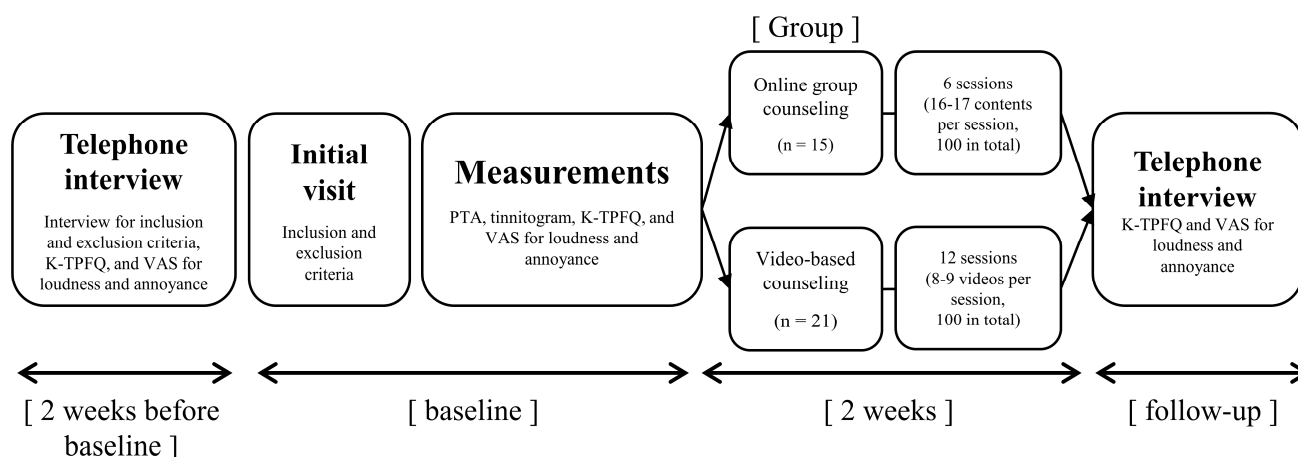 [ Group ]
Telephone
interview
Interview for inclusion
and exclusion criteria,
K-TPFQ, and VAS for
loudness and annoyance
Initial
visit
Inclusion and
exclusion
criteria
Measurements
PTA, tinnitogram, K-TPFQ, and
VAS for loudness and
annoyance
Online group
counseling
(n = 15)
6 sessions
(16-17 contents
per session,
100 in total)
Video-based
counseling
(n = 21)
12 sessions
(8-9 videos per
session,
100 in total)
Telephone
interview
K-TPFQ and VAS for
loudness and
annoyance
[ 2 weeks before
baseline ]
[ baseline ]
[ 2 weeks ]
[ follow-up ]